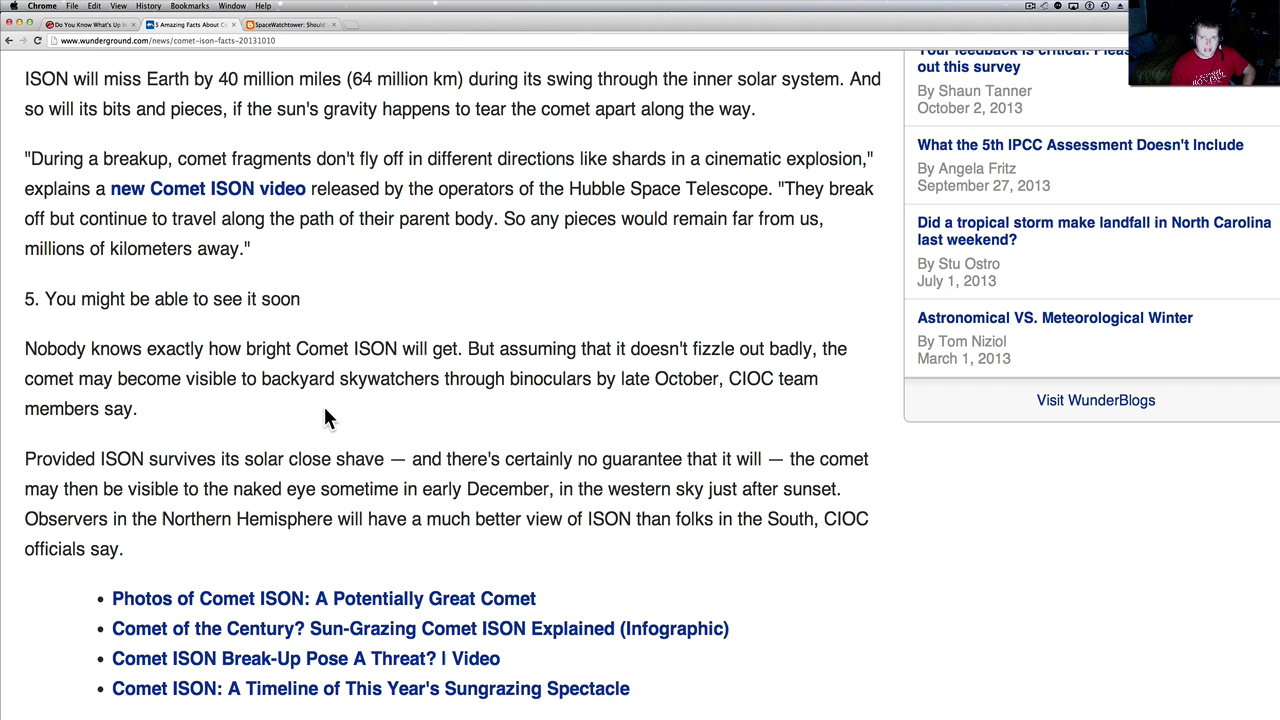 Chrome File Edit View History Bookmarks Window Help
Do You Know What's Up 5 Amazing Facts About SpaceWatchtower: Should
www.wunderground.com/news/comet-ison-facts-20131010
ISON will miss Earth by 40 million miles (64 million km) during its swing through the inner solar system. And
so will its bits and pieces, if the sun's gravity happens to tear the comet apart along the way.
"During a breakup, comet fragments don't fly off in different directions like shards in a cinematic explosion,"
explains a new Comet ISON video released by the operators of the Hubble Space Telescope. "They break
off but continue to travel along the path of their parent body. So any pieces would remain far from us,
millions of kilometers away."
5. You might be able to see it soon
Nobody knows exactly how bright Comet ISON will get. But assuming that it doesn't fizzle out badly, the
comet may become visible to backyard skywatchers through binoculars by late October, CIOC team
members say.
Provided ISON survives its solar close shave — and there's certainly no guarantee that it will — the comet
may then be visible to the naked eye sometime in early December, in the western sky just after sunset.
Observers in the Northern Hemisphere will have a much better view of ISON than folks in the South, CIOC
officials say.
• Photos of Comet ISON: A Potentially Great Comet
• Comet of the Century? Sun-Grazing Comet ISON Explained (Infographic)
• Comet ISON Break-Up Pose A Threat? | Video
• Comet ISON: A Timeline of This Year's Sungrazing Spectacle
Your feedback is critical.
out this survey
By Shaun Tanner
October 2, 2013
What the 5th IPCC Assessment Doesn't Include
By Angela Fritz
September 27, 2013
Did a tropical storm make landfall in North Carolina
last weekend?
By Stu Ostro
July 1, 2013
Astronomical VS. Meteorological Winter
By Tom Niziol
March 1, 2013
Visit WunderBlogs